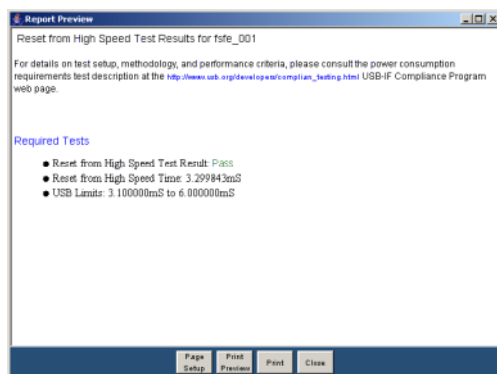 Report Preview
Reset from High Speed Test Results for fsfe_001
For details on test setup, methodology, and performance criteria, please consult the power consumption
requirements test description at the http://www.usb.org/developers/complian_testing.html USB-IF Compliance Program
web page.
Required Tests
● Reset from High Speed Test Result: Pass
● Reset from High Speed Time: 3.299843mS
● USB Limits: 3.100000mS to 6.000000mS
Page Setup
Print Preview
Print
Close